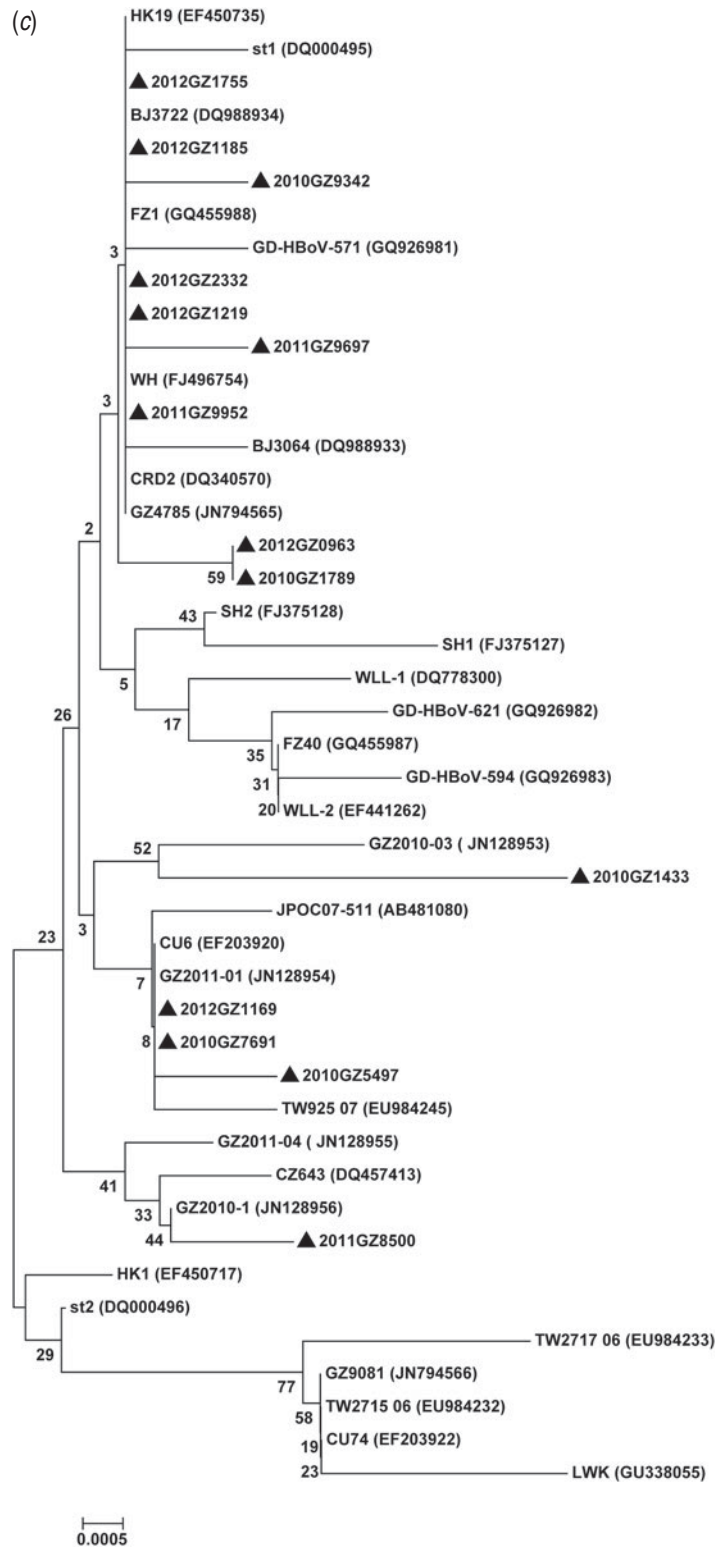 (c)
HK19 (EF450735)
st1 (DQ000495)
▲2012GZ1755
BJ3722 (DQ988934)
▲2012GZ1185
▲2010GZ9342
FZ1 (GQ455988)
3 GD-HBoV-571 (GQ926981)
▲2012GZ2332
▲2012GZ1219
▲2011GZ9697
WH (FJ496754)
3 ▲2011GZ9952
BJ3064 (DQ988933)
CRD2 (DQ340570)
GZ4785 (JN794565)
2 ▲2012GZ0963
59 ▲2010GZ1789
43 SH2 (FJ375128)
SH1 (FJ375127)
5 WLL-1 (DQ778300)
26 17 GD-HBoV-621 (GQ926982)
35 FZ40 (GQ455987)
31 GD-HBoV-594 (GQ926983)
20 WLL-2 (EF441262)
52 GZ2010-03 ( JN128953)
▲2010GZ1433
23 3 JPOC07-511 (AB481080)
CU6 (EF203920)
7 GZ2011-01 (JN128954)
▲2012GZ1169
8 ▲2010GZ7691
▲2010GZ5497
TW925 07 (EU984245)
GZ2011-04 ( JN128955)
41 CZ643 (DQ457413)
33 GZ2010-1 (JN128956)
44 ▲2011GZ8500
HK1 (EF450717)
st2 (DQ000496)
29 TW2717 06 (EU984233)
77 GZ9081 (JN794566)
58 TW2715 06 (EU984232)
19 CU74 (EF203922)
23 LWK (GU338055)
0.0005